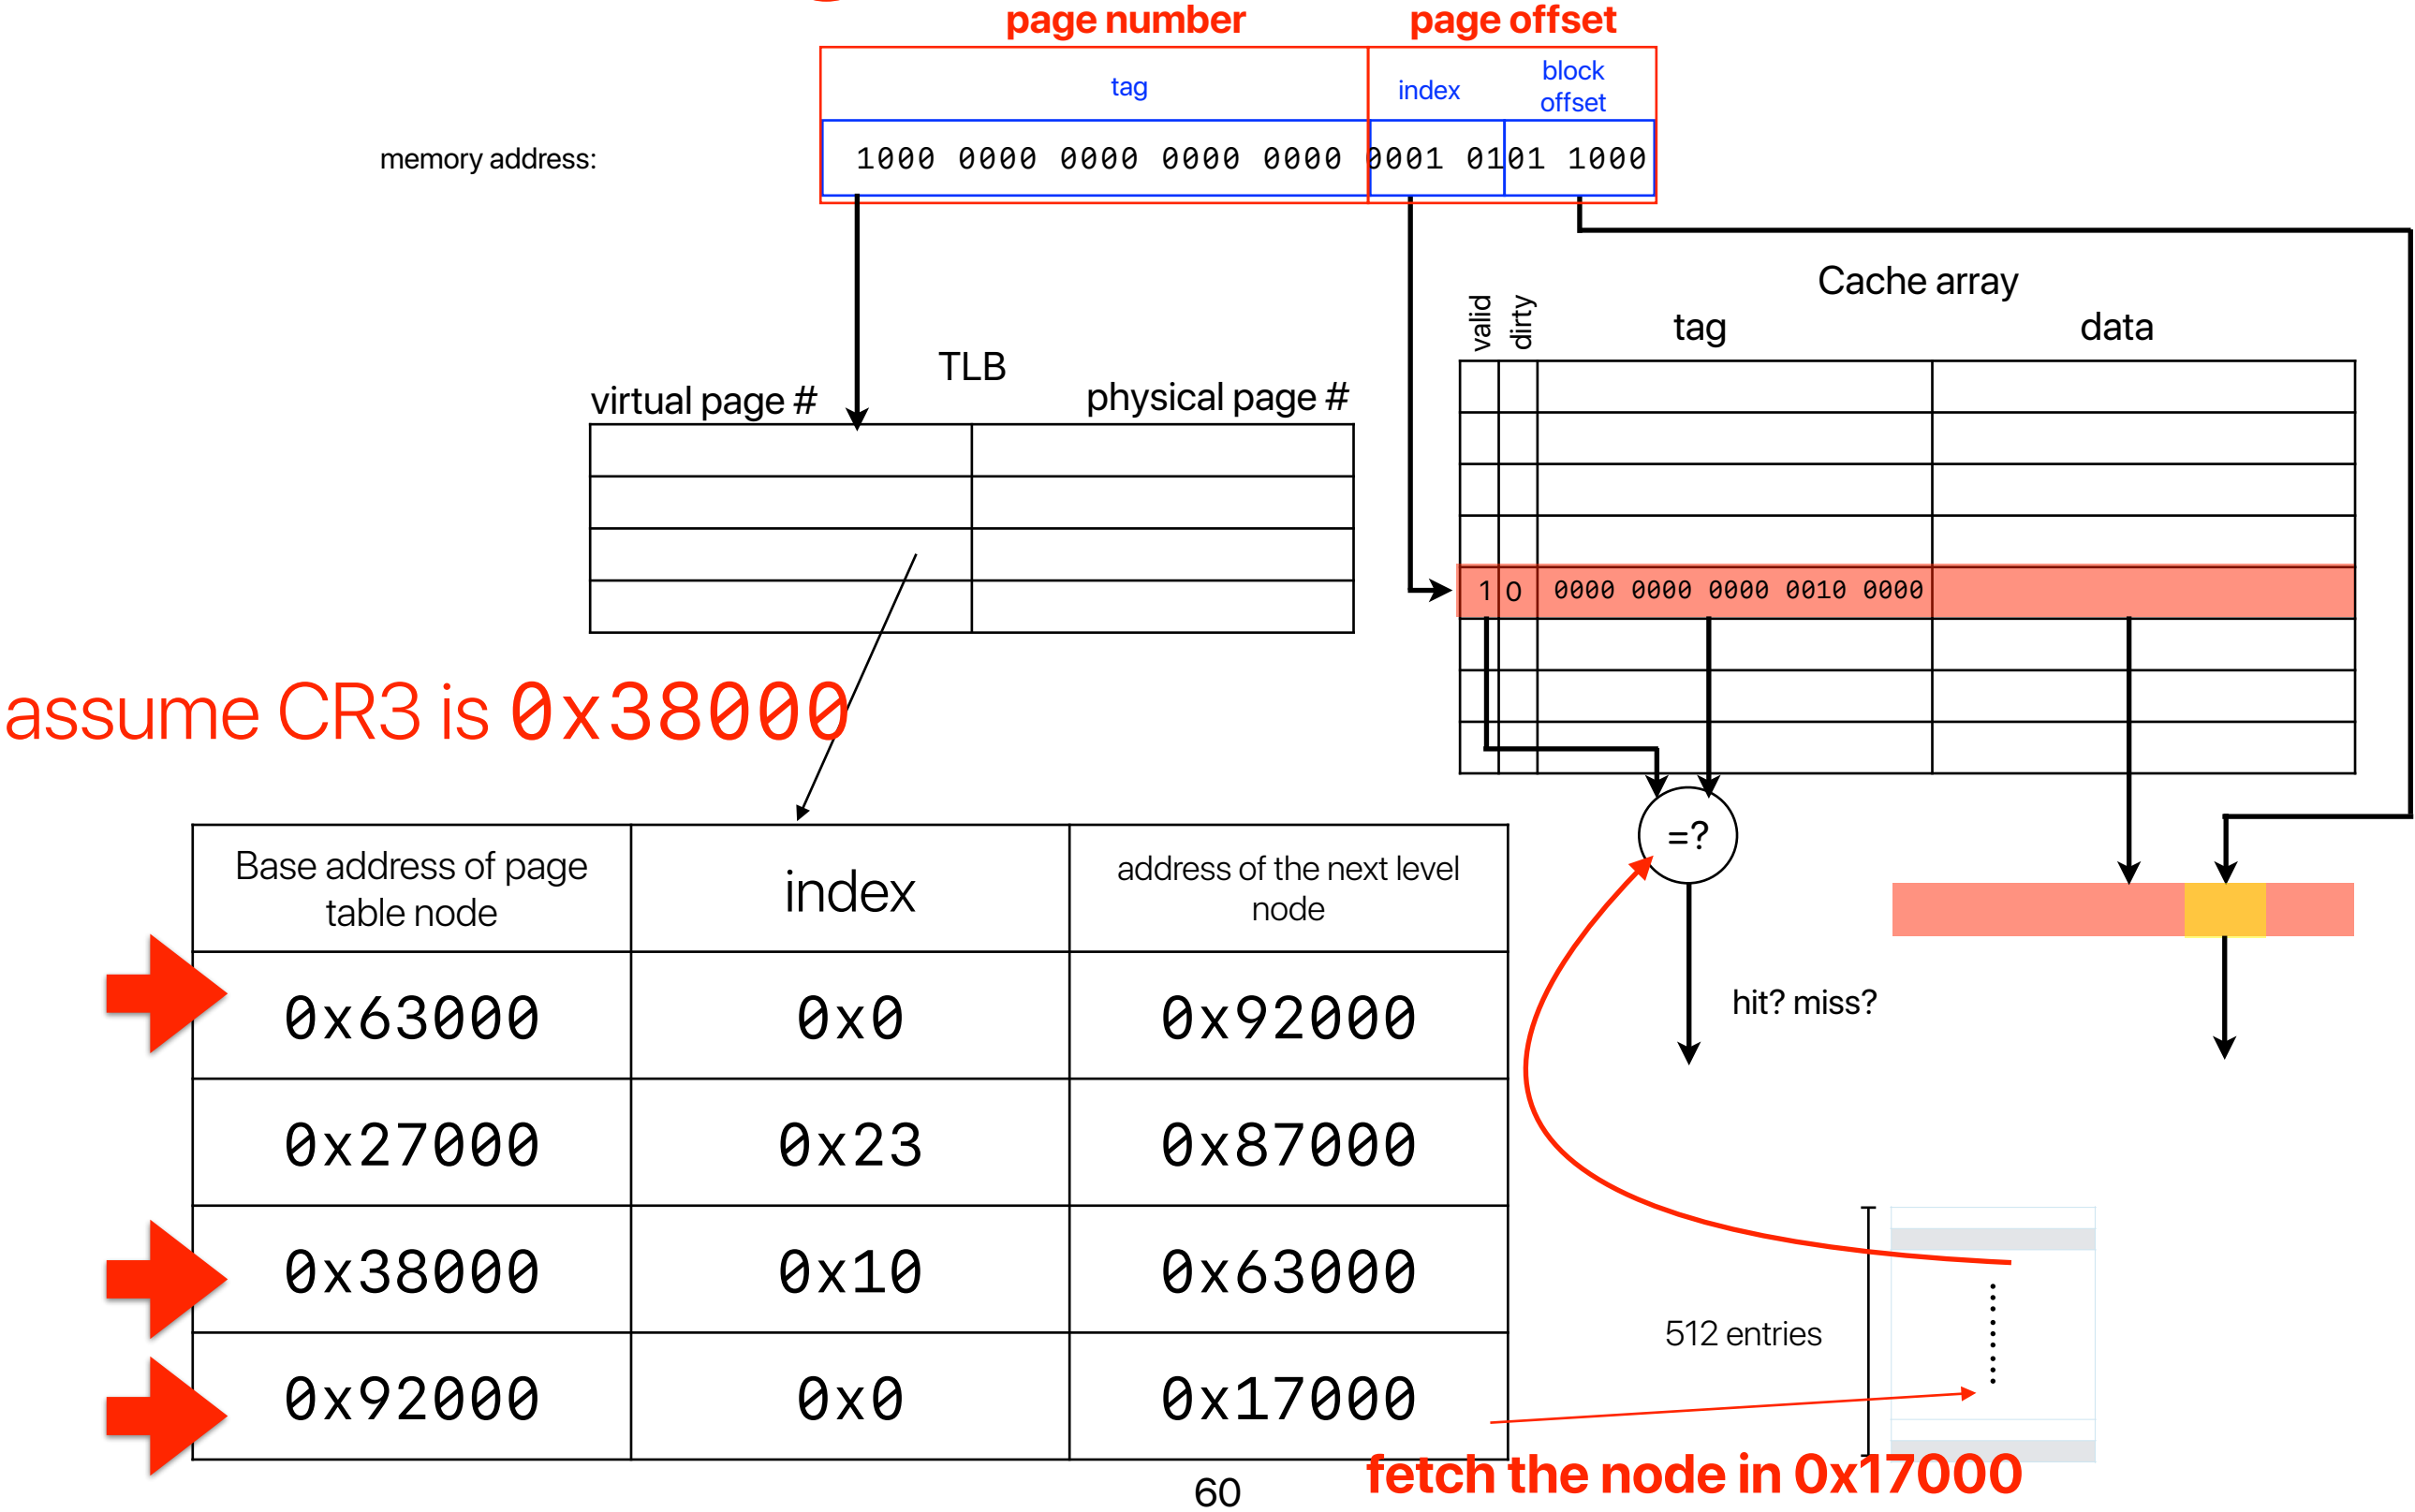 page number page offset
tag index block
offset
memory address: 1000 0000 0000 0000 0000 0001 0101 1000
Cache array
valid dirty tag data
TLB
virtual page # physical page #
1 0 0000 0000 0000 0010 0000
assume CR3 is 0x38000
=?
Base address of page
table node
index
address of the next level
node
hit? miss?
0x63000 0x0 0x92000
0x27000 0x23 0x87000
0x38000 0x10 0x63000
512 entries
0x92000 0x0 0x17000
fetch the node in 0x17000
60